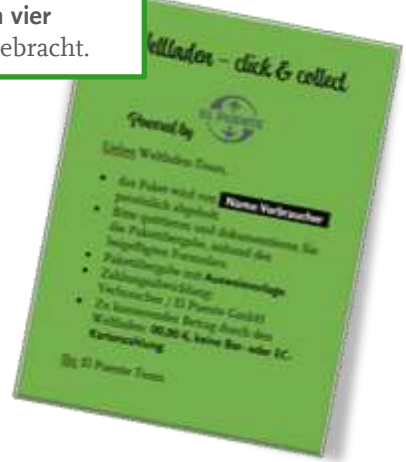 vier
ebracht.
Weltladen – click & collect
Powered by
EL PUENTE
Liebes Weltladen-Team,
das Paket wird von Name Verbraucher
persönlich abgeholt.
Bitte quittieren und dokumentieren Sie
die Paketübergabe, anhand des
beigefügten Formulars.
Paketübergabe mit Ausweisvorlage
Zahlungsabwicklung:
Verbraucher / El Puente GmbH
Zu kassierender Betrag durch den
Weltladen: 00,00 €, keine Bar- oder EC-
Kartenzahlung
Ihr El Puente Team